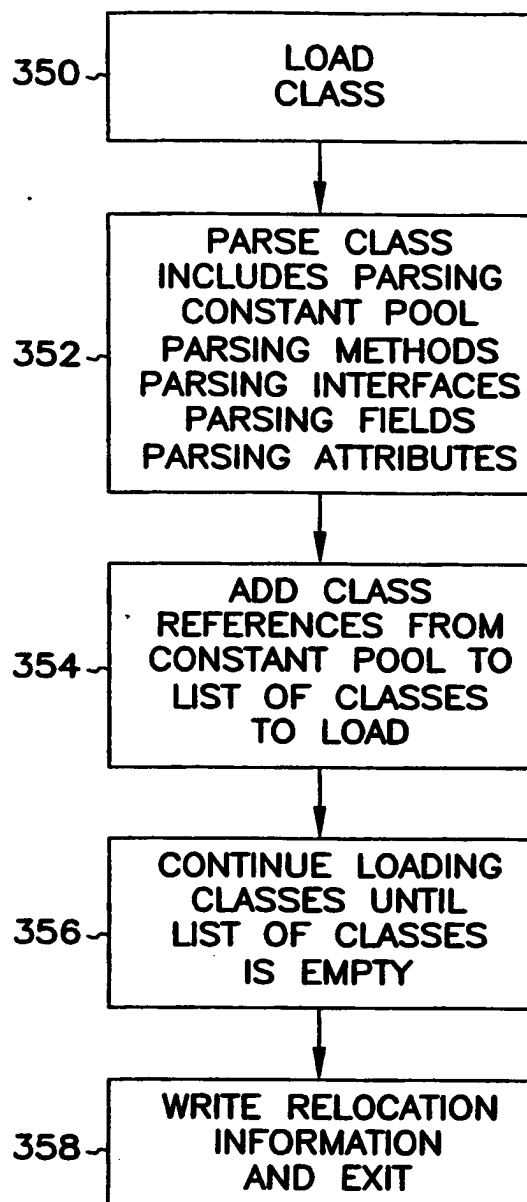 350
LOAD
CLASS
352
PARSE CLASS
INCLUDES PARSING
CONSTANT POOL
PARSING METHODS
PARSING INTERFACES
PARSING FIELDS
PARSING ATTRIBUTES
354
ADD CLASS
REFERENCES FROM
CONSTANT POOL TO
LIST OF CLASSES
TO LOAD
356
CONTINUE LOADING
CLASSES UNTIL
LIST OF CLASSES
IS EMPTY
358
WRITE RELOCATION
INFORMATION
AND EXIT